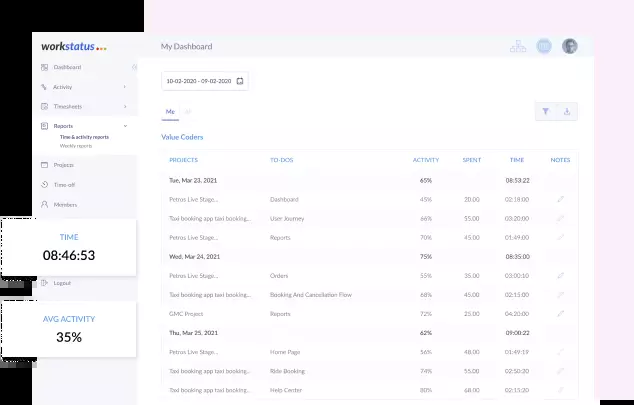 workstatus
My Dashboard
Dashboard
10-02-2020 - 09-02-2020
Activity
Timesheets
Me
Reports
Time & activity reports
Weekly reports
Value Coders
PROJECTS TO-DOS ACTIVITY SPENT TIME NOTES
Projects
Tue, Mar 23, 2021 65% 08:53:22
Time off
Petros Live Stage... Dashboard 45% 20.00 02:18:00
Members
Taxi booking app taxi booking... User Journey 66% 55.00 03:20:00
TIME
08:46:53
Petros Live Stage... Reports 70% 45.00 01:49:00
Wed, Mar 24, 2021 75% 08:35:00
Petros Live Stage... Orders 55% 35.00 03:00:10
Logout
Taxi booking app taxi booking... Booking And Cancellation Flow 68% 45.00 02:15:00
GMC Project Reports 72% 25.00 04:20:00
AVG ACTIVITY
35%
Thu, Mar 25, 2021 62% 09:00:22
Petros Live Stage... Home Page 56% 48.00 01:49:19
Taxi booking app taxi booking... Ride Booking 74% 55.00 02:50:30
Taxi booking app taxi booking... Help Center 80% 68.00 02:15:20